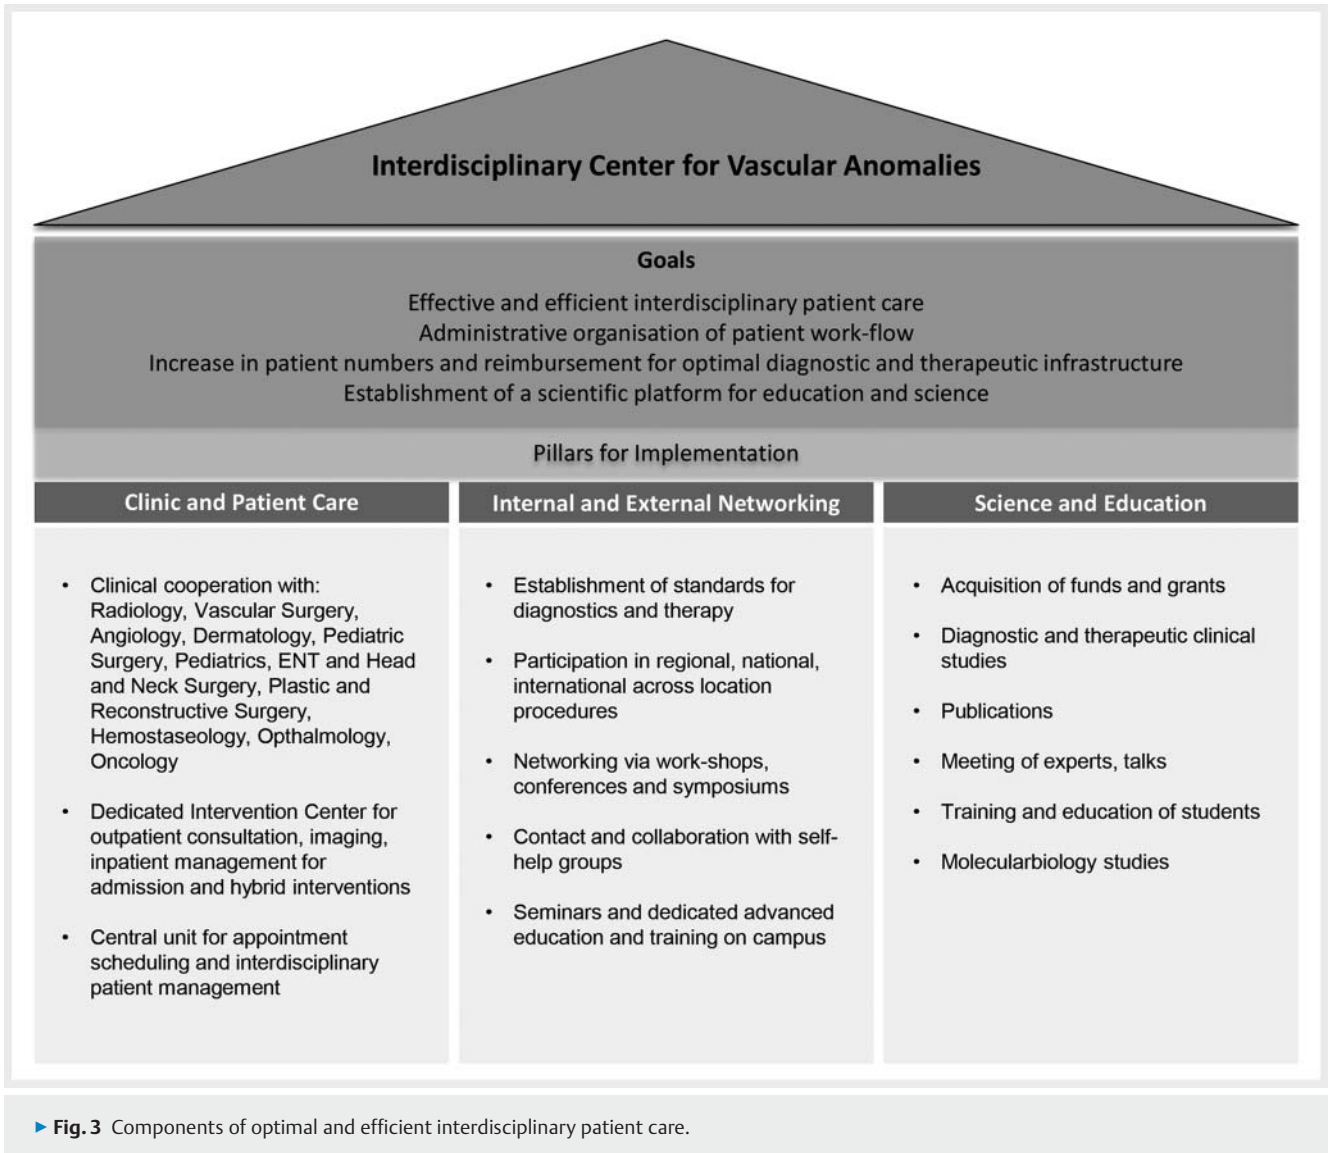 Interdisciplinary Center for Vascular Anomalies
Goals
Effective and efficient interdisciplinary patient care
Administrative organisation of patient work-flow
Increase in patient numbers and reimbursement for optimal diagnostic and therapeutic infrastructure
Establishment of a scientific platform for education and science
Pillars for Implementation
Clinic and Patient Care
• Clinical cooperation with:
Radiology, Vascular Surgery,
Angiology, Dermatology, Pediatric
Surgery, Pediatrics, ENT and Head
and Neck Surgery, Plastic and
Reconstructive Surgery,
Hemostaseology, Opthalmology,
Oncology
• Dedicated Intervention Center for
outpatient consultation, imaging,
inpatient management for
admission and hybrid interventions
• Central unit for appointment
scheduling and interdisciplinary
patient management
Internal and External Networking
• Establishment of standards for
diagnostics and therapy
• Participation in regional, national,
international across location
procedures
• Networking via work-shops,
conferences and symposiums
• Contact and collaboration with self-
help groups
• Seminars and dedicated advanced
education and training on campus
Science and Education
• Acquisition of funds and grants
• Diagnostic and therapeutic clinical
studies
• Publications
• Meeting of experts, talks
• Training and education of students
• Molecularbiology studies
▶ Fig. 3 Components of optimal and efficient interdisciplinary patient care.